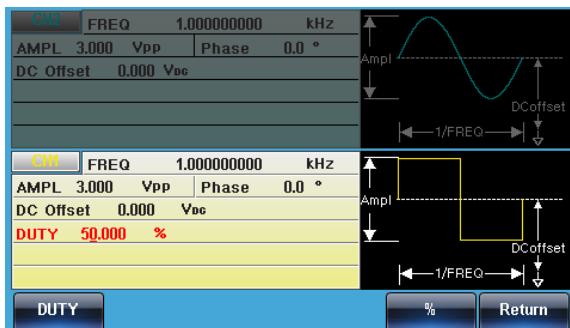 CH2 FREQ 1.000000000 kHz
AMPL 3.000 Vpp Phase 0.0 °
DC Offset 0.000 VDC
Ampl
DCoffset
1/FREQ
CH1 FREQ 1.000000000 kHz
AMPL 3.000 Vpp Phase 0.0 °
DC Offset 0.000 VDC
DUTY 50.000 %
Ampl
DCoffset
1/FREQ
DUTY % Return